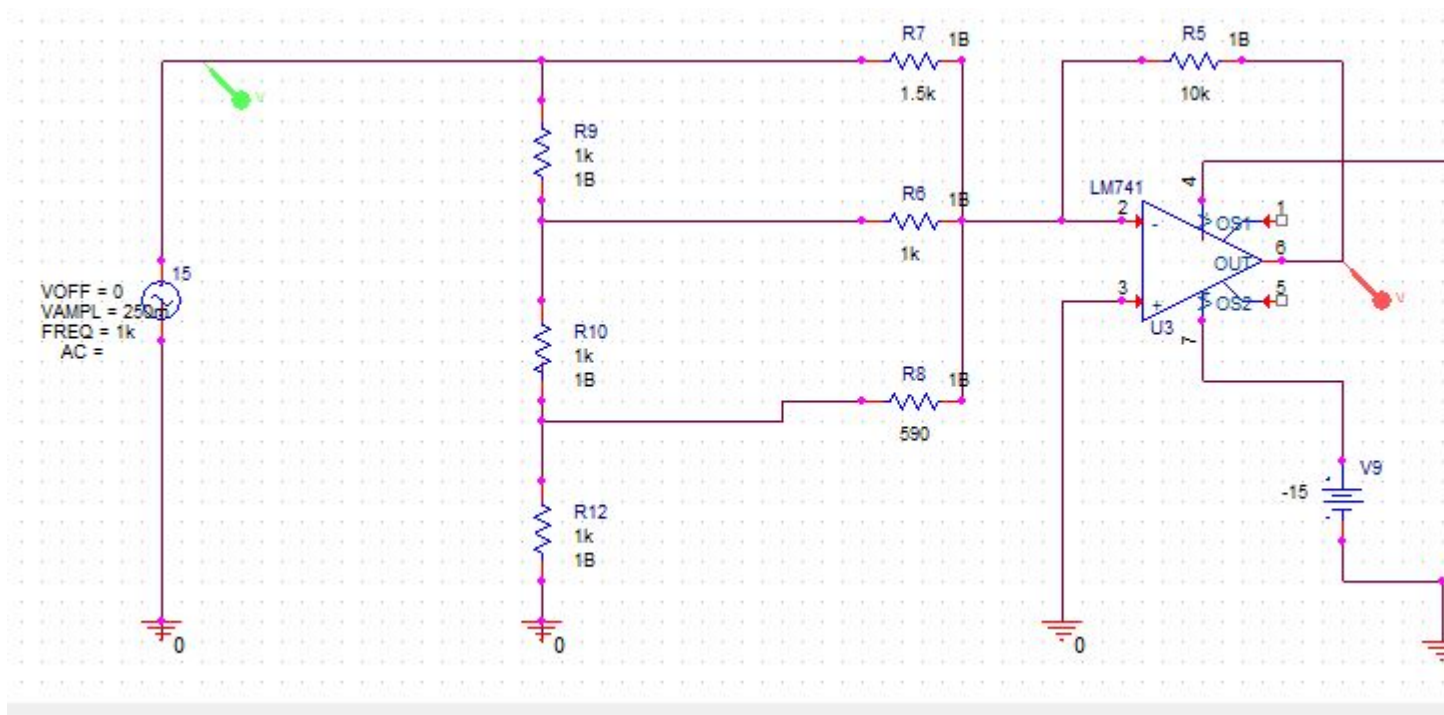 R7 1B
1.5k
R5 1B
10k
R9
1k
1B
R6 1B
1k
LM741
4
2
-
OS1
1
6
OUT
3
+
OS2
5
U3
7
15
VOFF = 0
VAMPL = 250m
FREQ = 1k
AC =
R10
1k
1B
R8 1B
590
V9
-15
R12
1k
1B
0
0
0
V
V